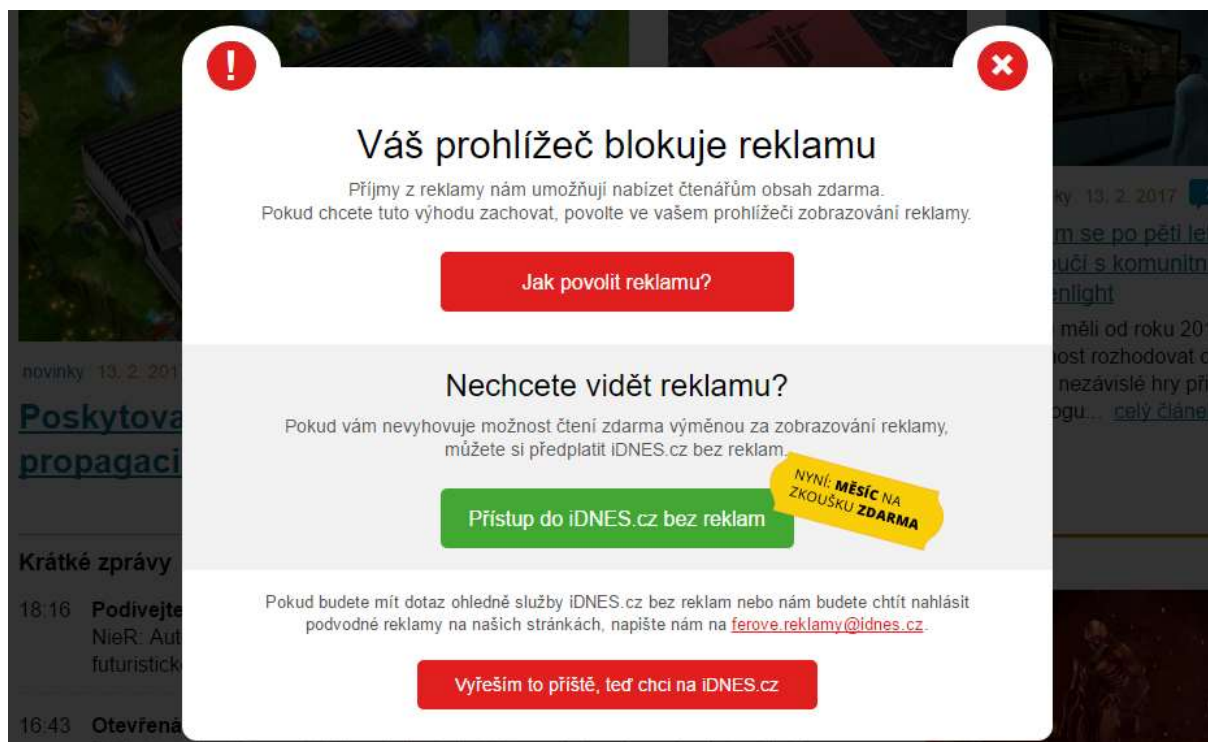 !
Váš prohlížeč blokuje reklamu
Příjmy z reklamy nám umožňují nabízet čtenářům obsah zdarma.
Pokud chcete tuto výhodu zachovat, povolte ve vašem prohlížeči zobrazování reklamy.
Jak povolit reklamu?
Nechcete vidět reklamu?
Pokud vám nevyhovuje možnost čtení zdarma výměnou za zobrazování reklamy,
můžete si předplatit iDNES.cz bez reklam.
NYNÍ: MĚSÍC NA
ZKOUŠKU ZDARMA
Přístup do iDNES.cz bez reklam
Pokud budete mít dotaz ohledně služby iDNES.cz bez reklam nebo nám budete chtít nahlásit
podvodné reklamy na našich stránkách, napište nám na ferove.reklamy@idnes.cz.
Vyřeším to příště, teď chci na iDNES.cz
novinky 13. 2. 201
Poskytova
propagaci
Krátké zprávy
18:16 Podívejte
NieR: Aut
futuristick
16:43 Otevřená
ky 13. 2. 2017
m se po pěti le
učí s komunitn
enlight
měli od roku 20
ost rozhodovat o
nezávislé hry při
ogu... celý článe